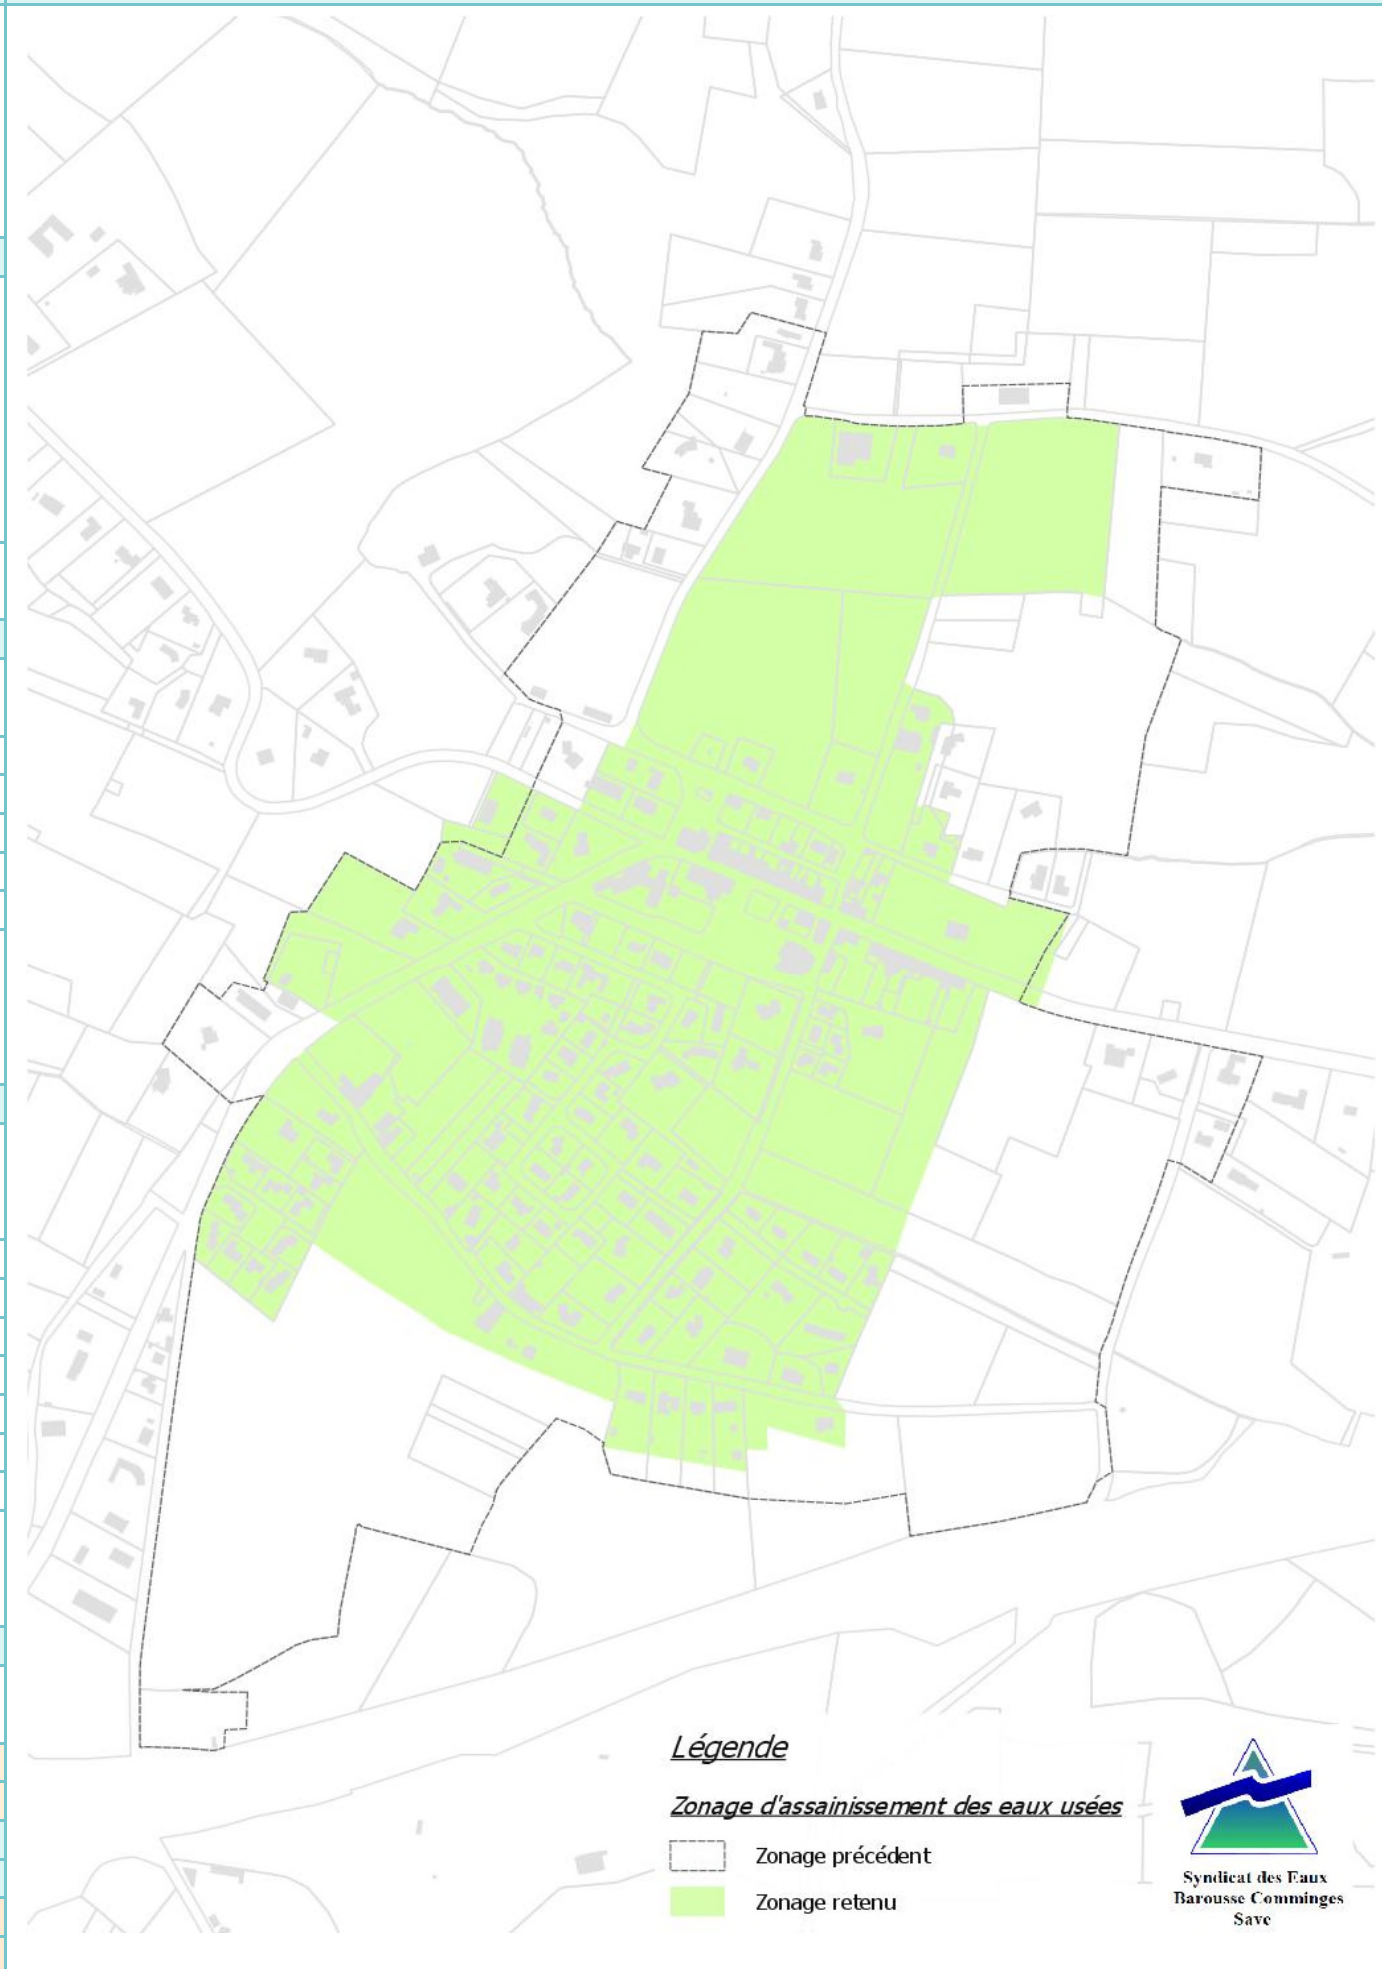 Légende
Zonage d'assainissement des eaux usées
Zonage précédent
Zonage retenu
Syndicat des Eaux
Barousse Comminges
Save